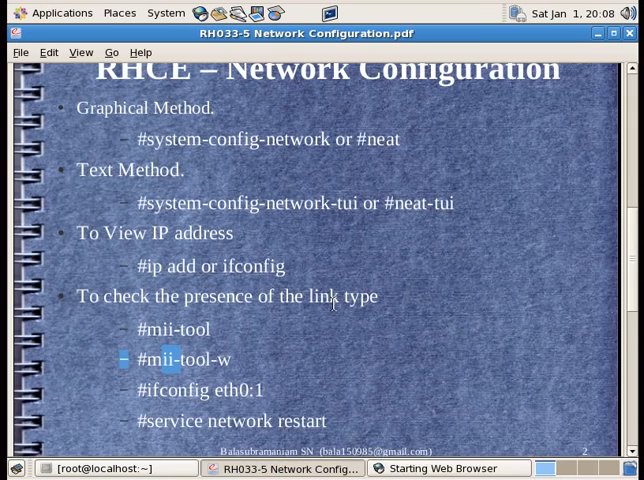 Applications Places System Sat Jan 1, 20:08
RH033-5 Network Configuration.pdf
File Edit View Go Help
RHCE – Network Configuration
• Graphical Method.
– #system-config-network or #neat
• Text Method.
– #system-config-network-tui or #neat-tui
• To View IP address
– #ip add or ifconfig
• To check the presence of the link type
– #mii-tool
– #mii-tool-w
– #ifconfig eth0:1
– #service network restart
Balasubramaniam SN (bala150985@gmail.com) 2
[root@localhost:~] RH033-5 Network Config... Starting Web Browser